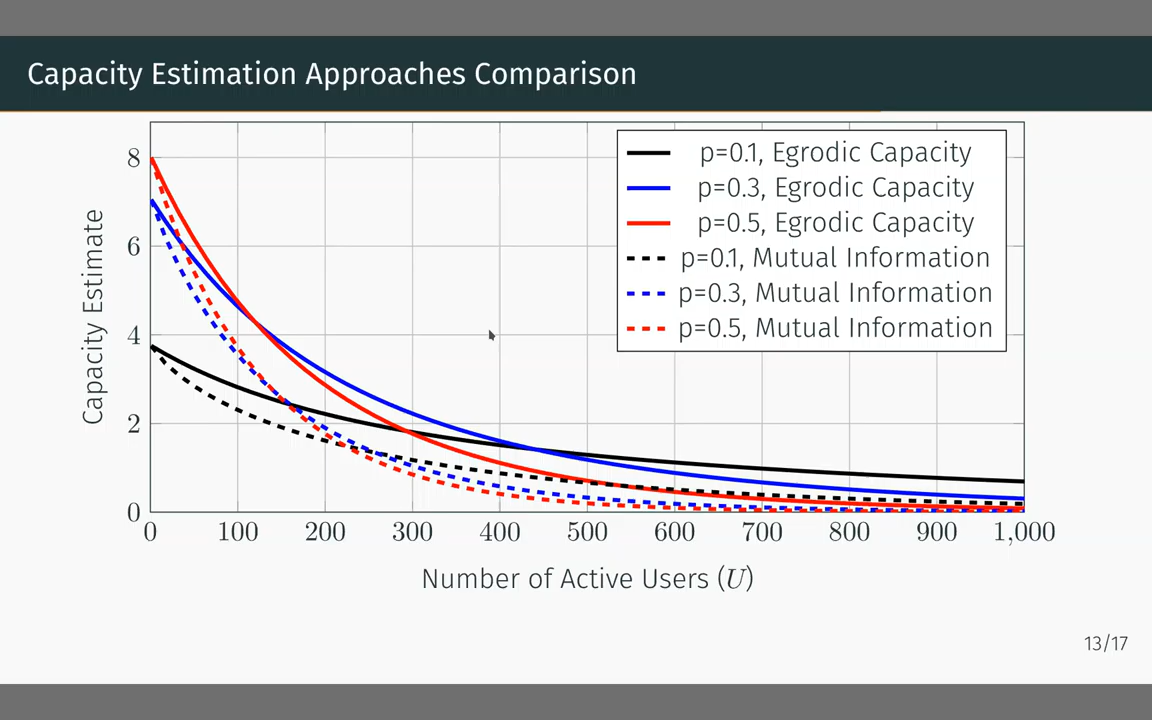 Capacity Estimation Approaches Comparison
p=0.1, Egrodic Capacity
p=0.3, Egrodic Capacity
p=0.5, Egrodic Capacity
p=0.1, Mutual Information
p=0.3, Mutual Information
p=0.5, Mutual Information
Capacity Estimate
8
6
4
2
0
0 100 200 300 400 500 600 700 800 900 1,000
Number of Active Users (U)
13/17